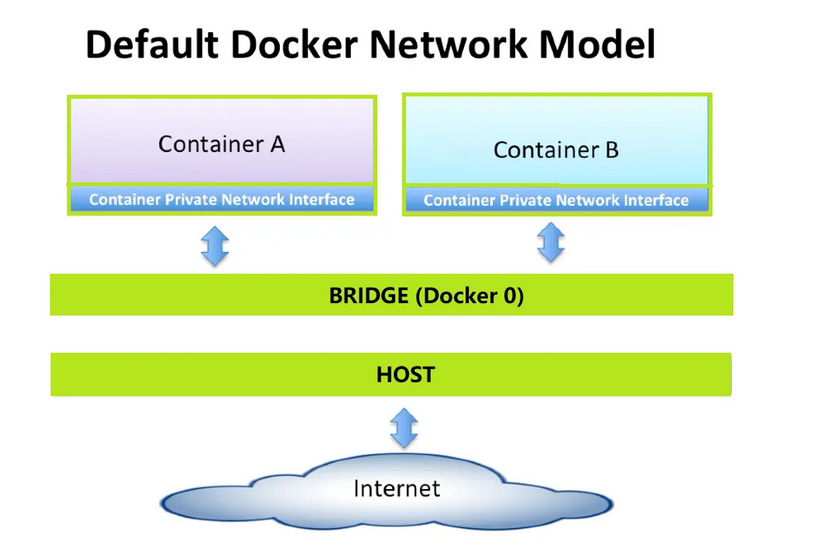 Default Docker Network Model
Container A
Container B
Container Private Network Interface
Container Private Network Interface
BRIDGE (Docker 0)
HOST
Internet